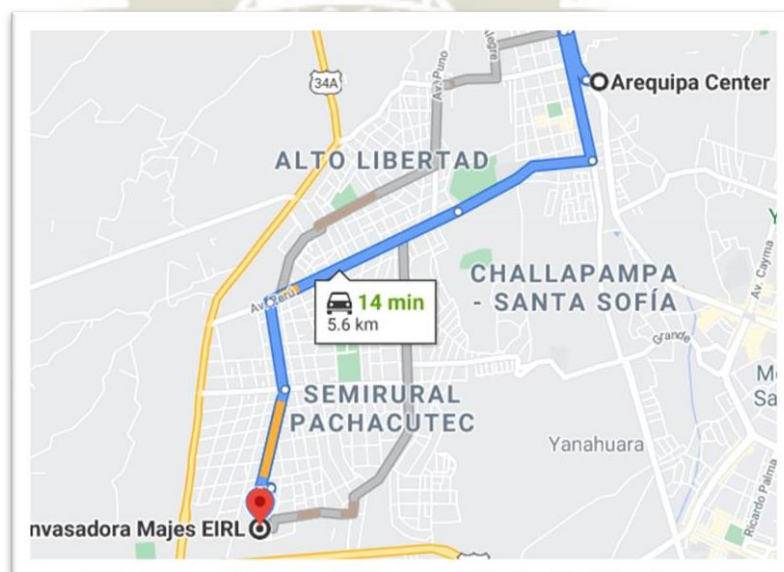 34A
Av. Puno
Arequipa Center
ALTO LIBERTAD
CHALLAPAMPA
- SANTA SOFÍA
Av. Cayma
Av. Perú
14 min
5.6 km
Grande
SEMIRURAL
PACHACUTEC
Yanahuara
Ricardo Palma
nvasadora Majes EIRL